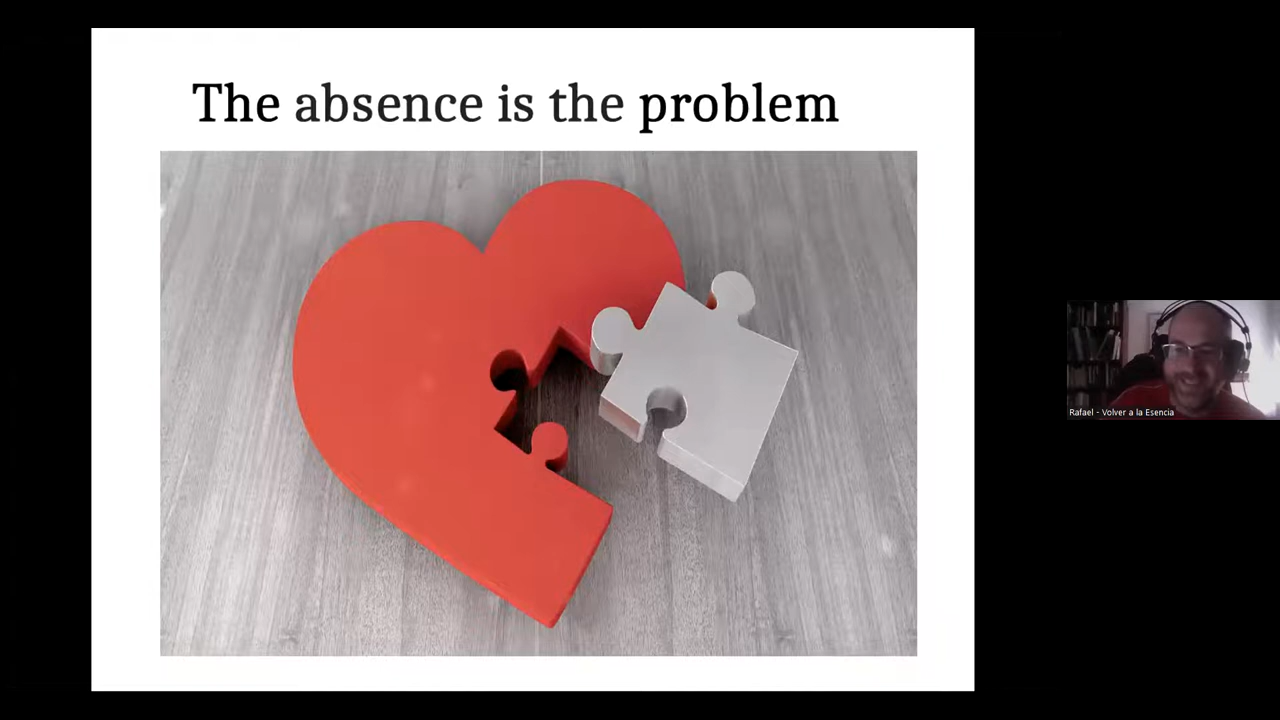 The absence is the problem
Rafael - Volver a la Esencia